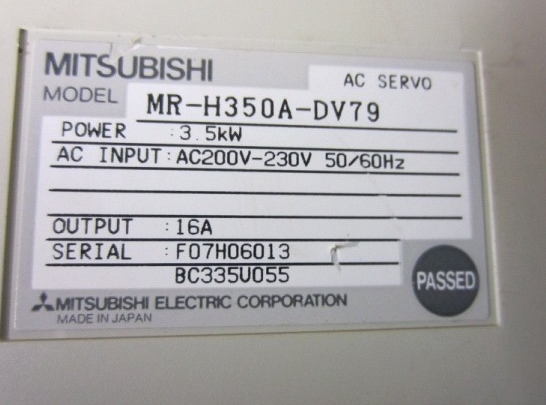 MITSUBISHI
AC SERVO
MODEL MR-H350A-DV79
POWER :3.5kW
AC INPUT:AC200V-230V 50/60Hz
OUTPUT :16A
SERIAL :F07H06013
BC335U055
PASSED
MITSUBISHI ELECTRIC CORPORATION
MADE IN JAPAN